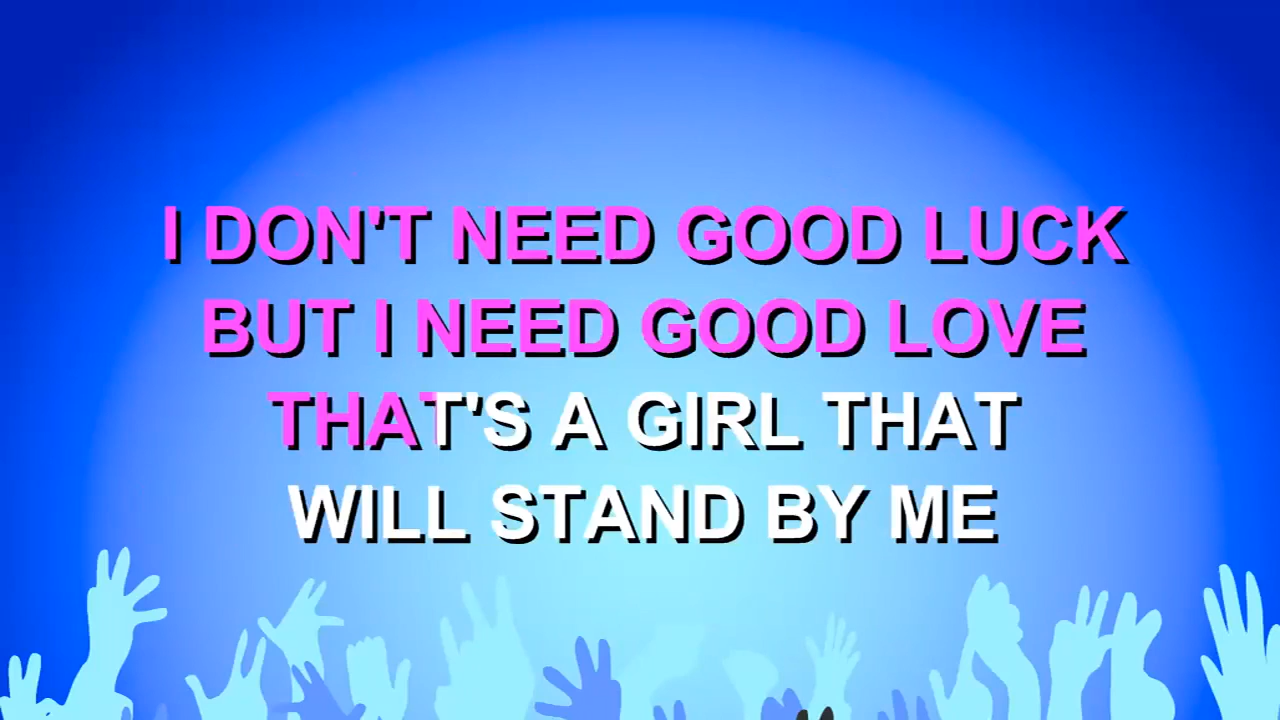 I DON'T NEED GOOD LUCK
BUT I NEED GOOD LOVE
THAT'S A GIRL THAT
WILL STAND BY ME